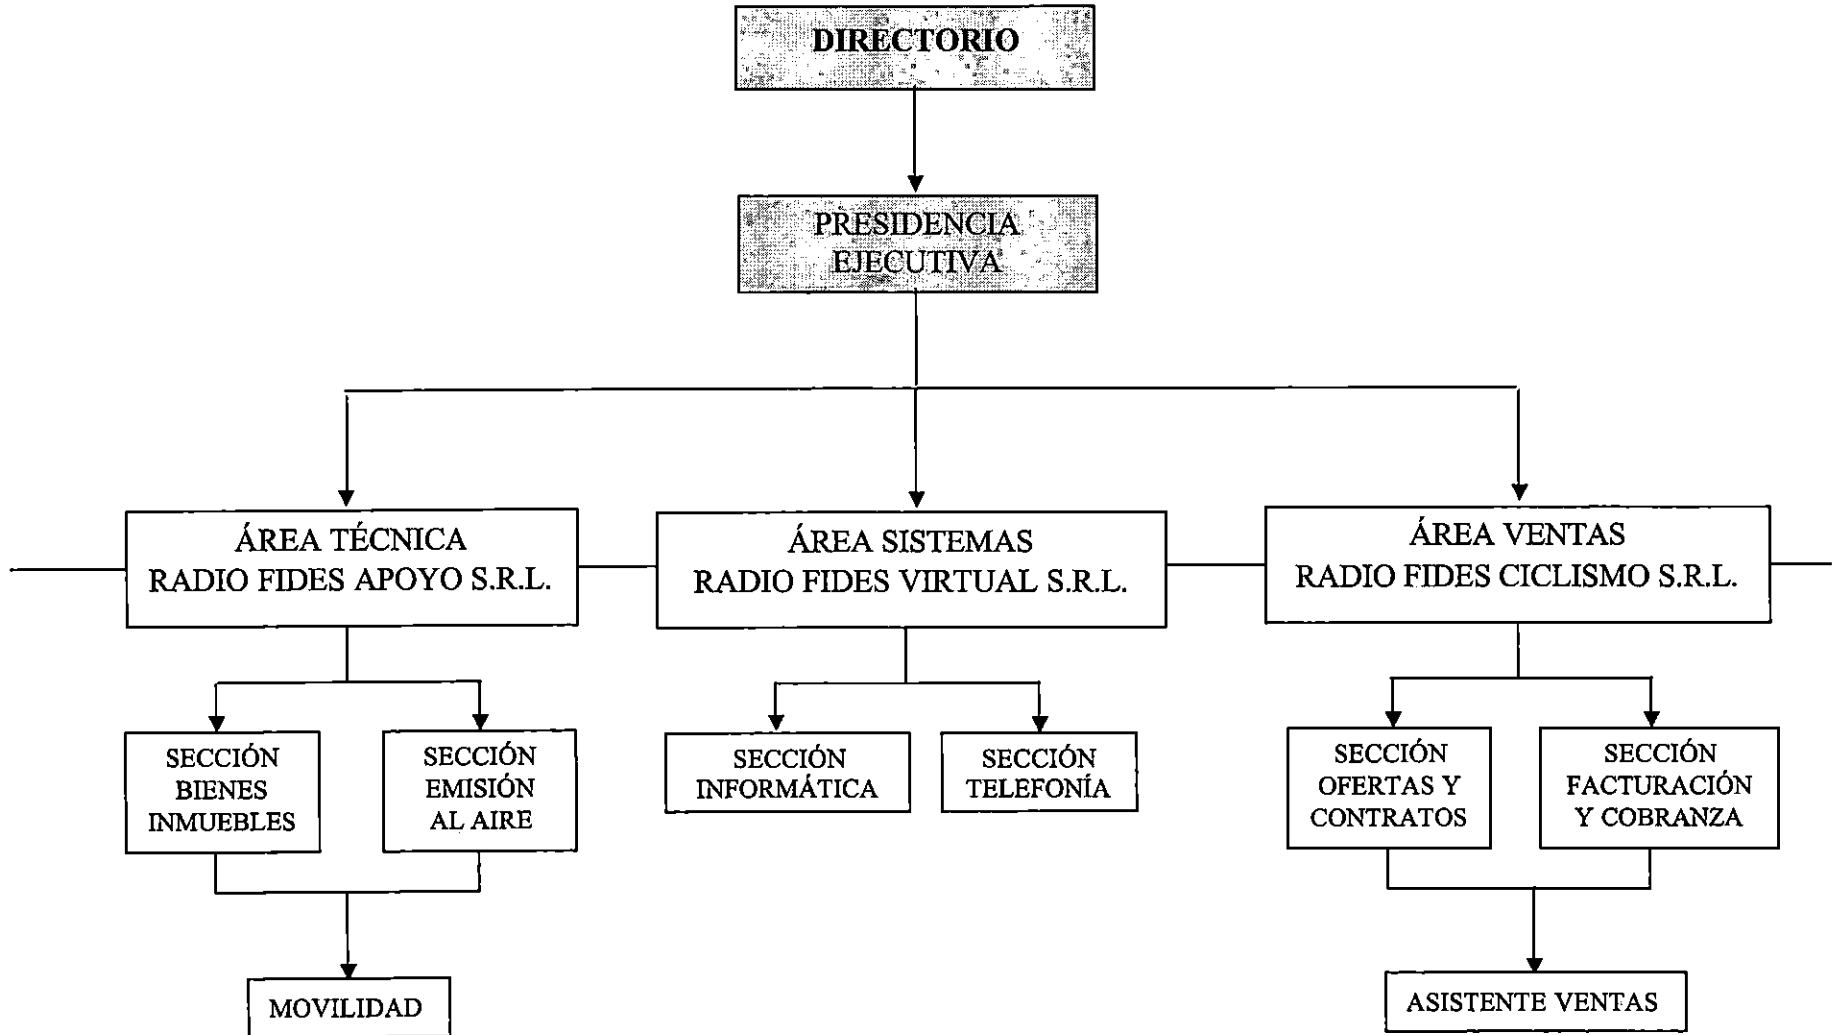 DIRECTORIO
PRESIDENCIA
EJECUTIVA
ÁREA TÉCNICA
RADIO FIDES APOYO S.R.L.
ÁREA SISTEMAS
RADIO FIDES VIRTUAL S.R.L.
ÁREA VENTAS
RADIO FIDES CICLISMO S.R.L.
SECCIÓN
BIENES
INMUEBLES
SECCIÓN
EMISIÓN
AL AIRE
SECCIÓN
INFORMÁTICA
SECCIÓN
TELEFONÍA
SECCIÓN
OFERTAS Y
CONTRATOS
SECCIÓN
FACTURACIÓN
Y COBRANZA
MOVILIDAD
ASISTENTE VENTAS